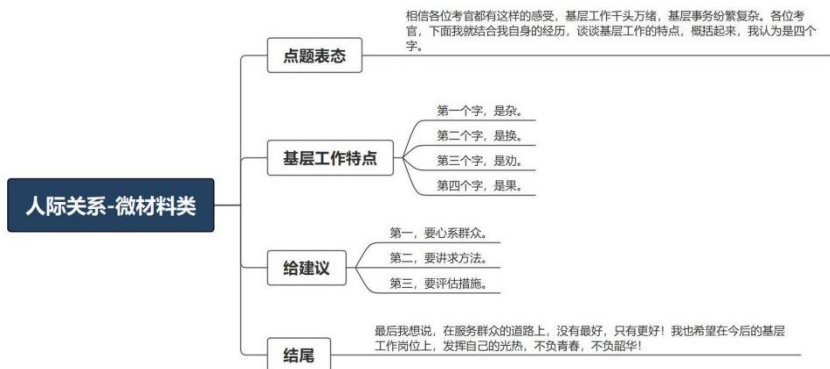 相信各位考官都有这样的感受，基层工作千头万绪，基层事务纷繁复杂。各位考
官，下面我就结合我自身的经历，谈谈基层工作的特点，概括起来，我认为是四个
字。
点题表态
第一个字，是杂。
第二个字，是换。
基层工作特点
第三个字，是劝。
第四个字，是果。
人际关系-微材料类
第一，要心系群众。
给建议
第二，要讲求方法。
第三，要评估措施。
最后我想说，在服务群众的道路上，没有最好，只有更好！我也希望在今后的基层
工作岗位上，发挥自己的光热，不负青春，不负韶华！
结尾